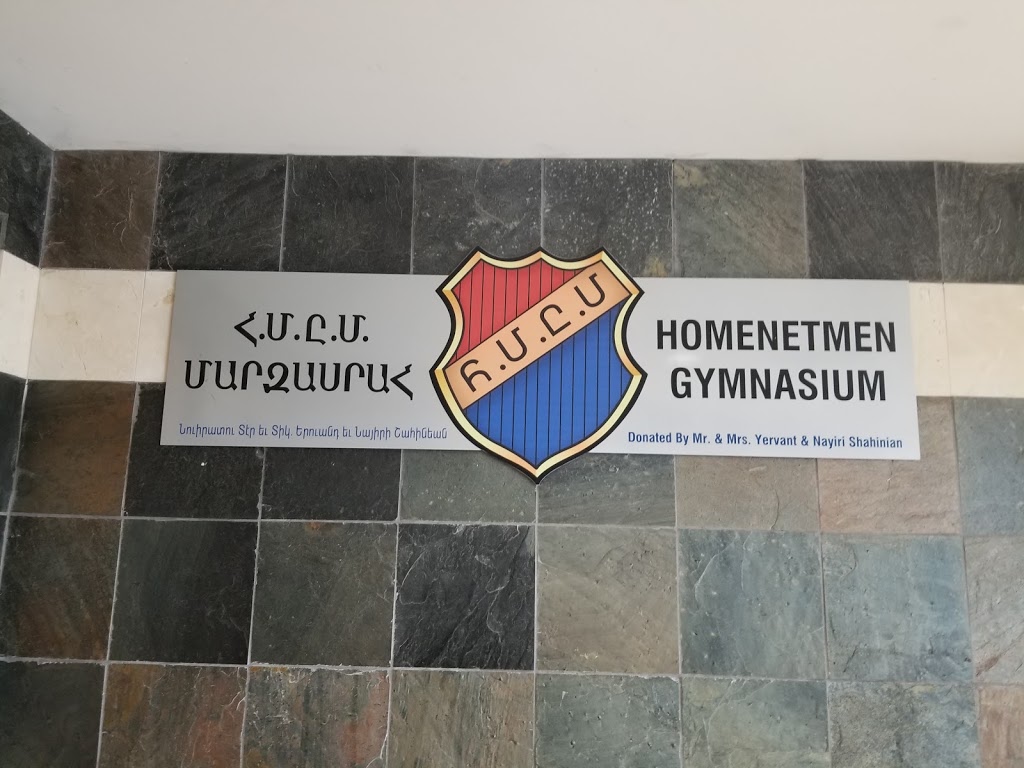 Հ.Մ.Ը.Մ.
ՄԱՐԶԱՍՐԱՀ
Նուիրատու Տէր եւ Տիկ. Երուանդ եւ Նայիրի Շահինեան
Հ.Մ.Ը.Մ
HOMENETMEN
GYMNASIUM
Donated By Mr. & Mrs. Yervant & Nayiri Shahinian